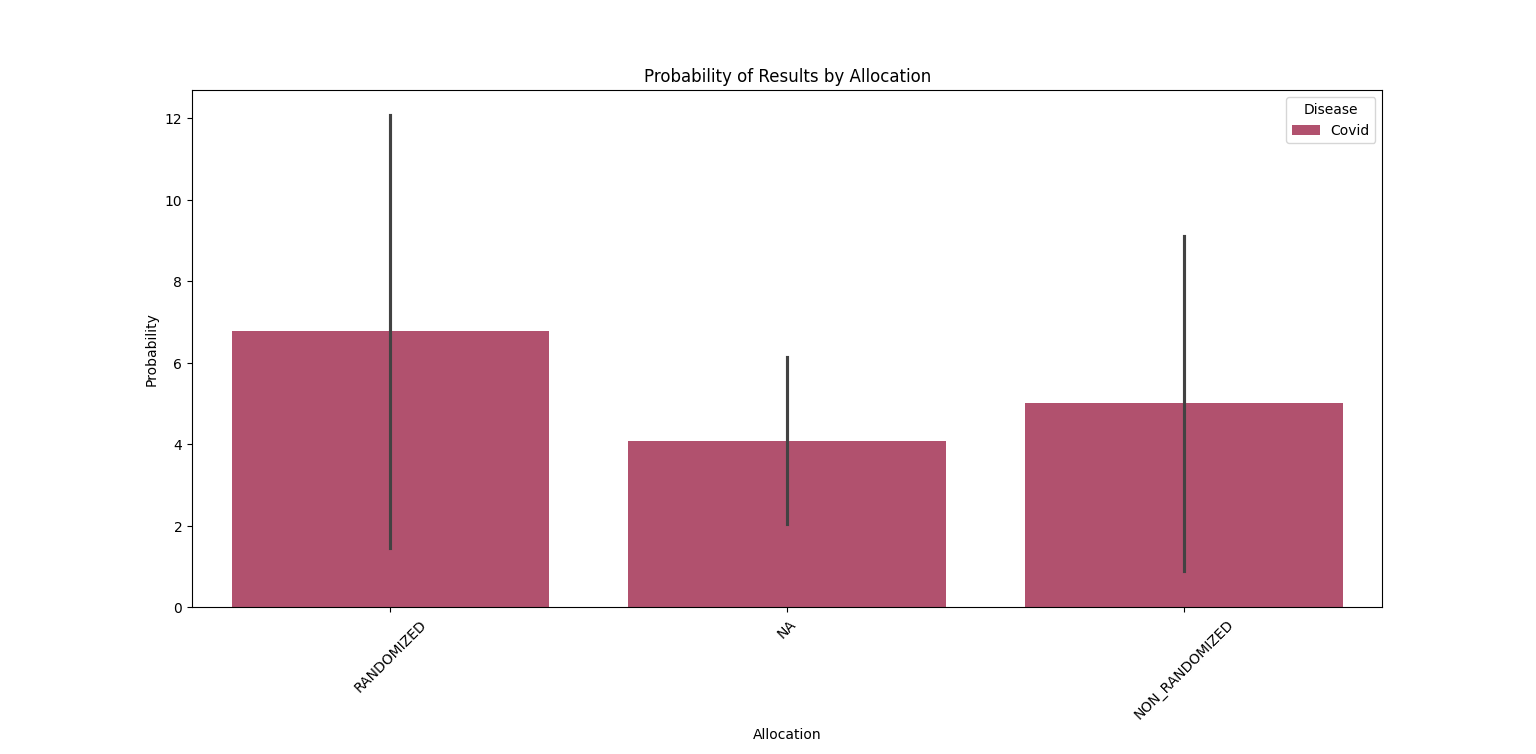 Probability of Results by Allocation
Disease
Covid
Probability
12
10
8
6
4
2
0
RANDOMIZED
NA
NON_RANDOMIZED
Allocation